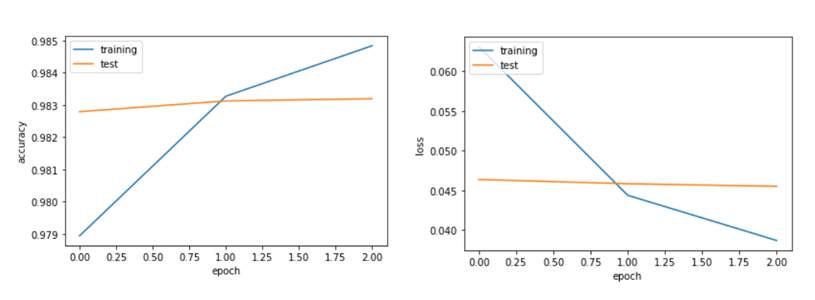 0.985
0.984
0.983
0.982
0.981
0.980
0.979
accuracy
training
test
0.00 0.25 0.50 0.75 1.00 1.25 1.50 1.75 2.00
epoch
0.060
0.055
0.050
0.045
0.040
loss
training
test
0.00 0.25 0.50 0.75 1.00 1.25 1.50 1.75 2.00
epoch